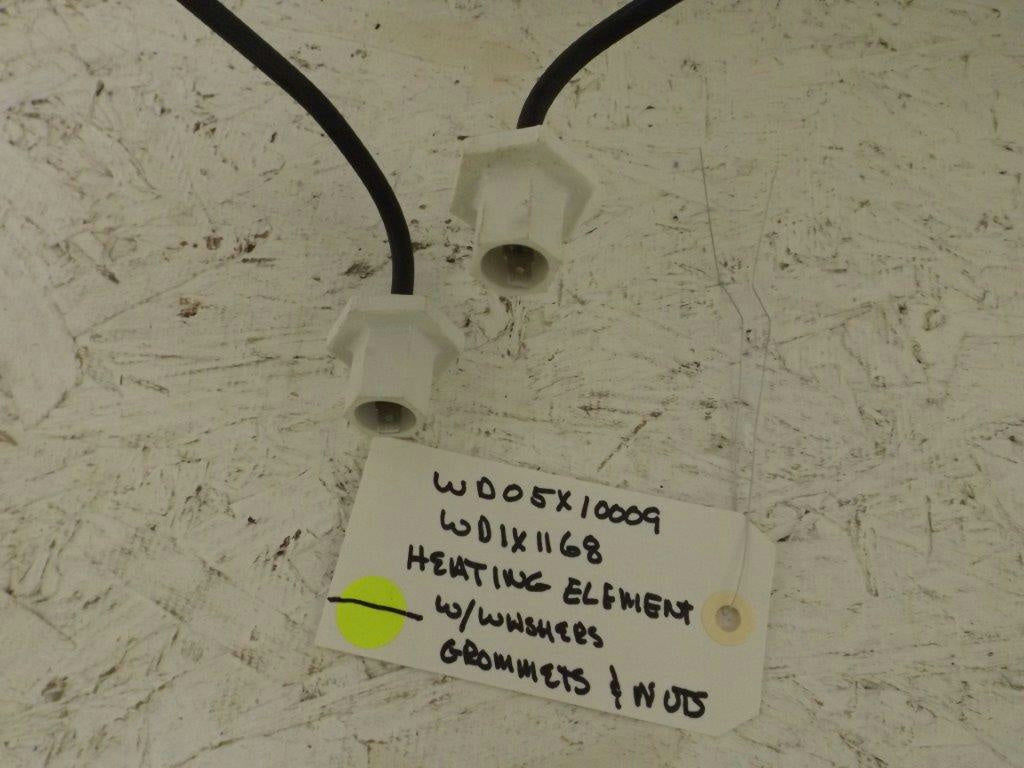 WD05X10009
WD1X1168
HEATING ELEMENT
W/WASHERS
GROMMETS & NUTS